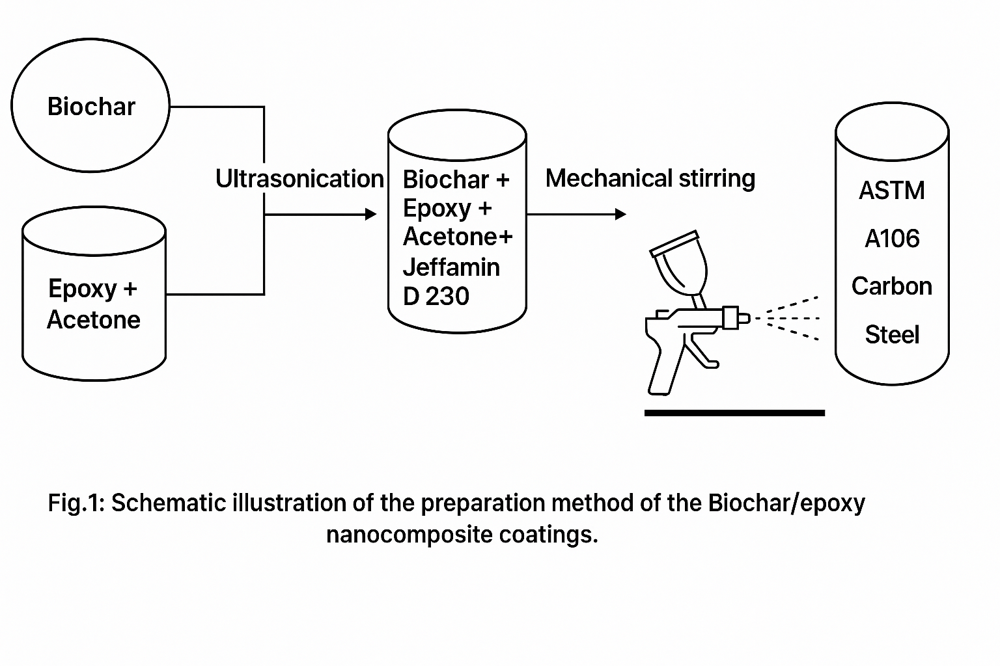 Biochar
Epoxy +
Acetone
Ultrasonication
Biochar +
Epoxy +
Acetone+
Jeffamin
D 230
Mechanical stirring
ASTM
A106
Carbon
Steel
Fig.1: Schematic illustration of the preparation method of the Biochar/epoxy
nanocomposite coatings.